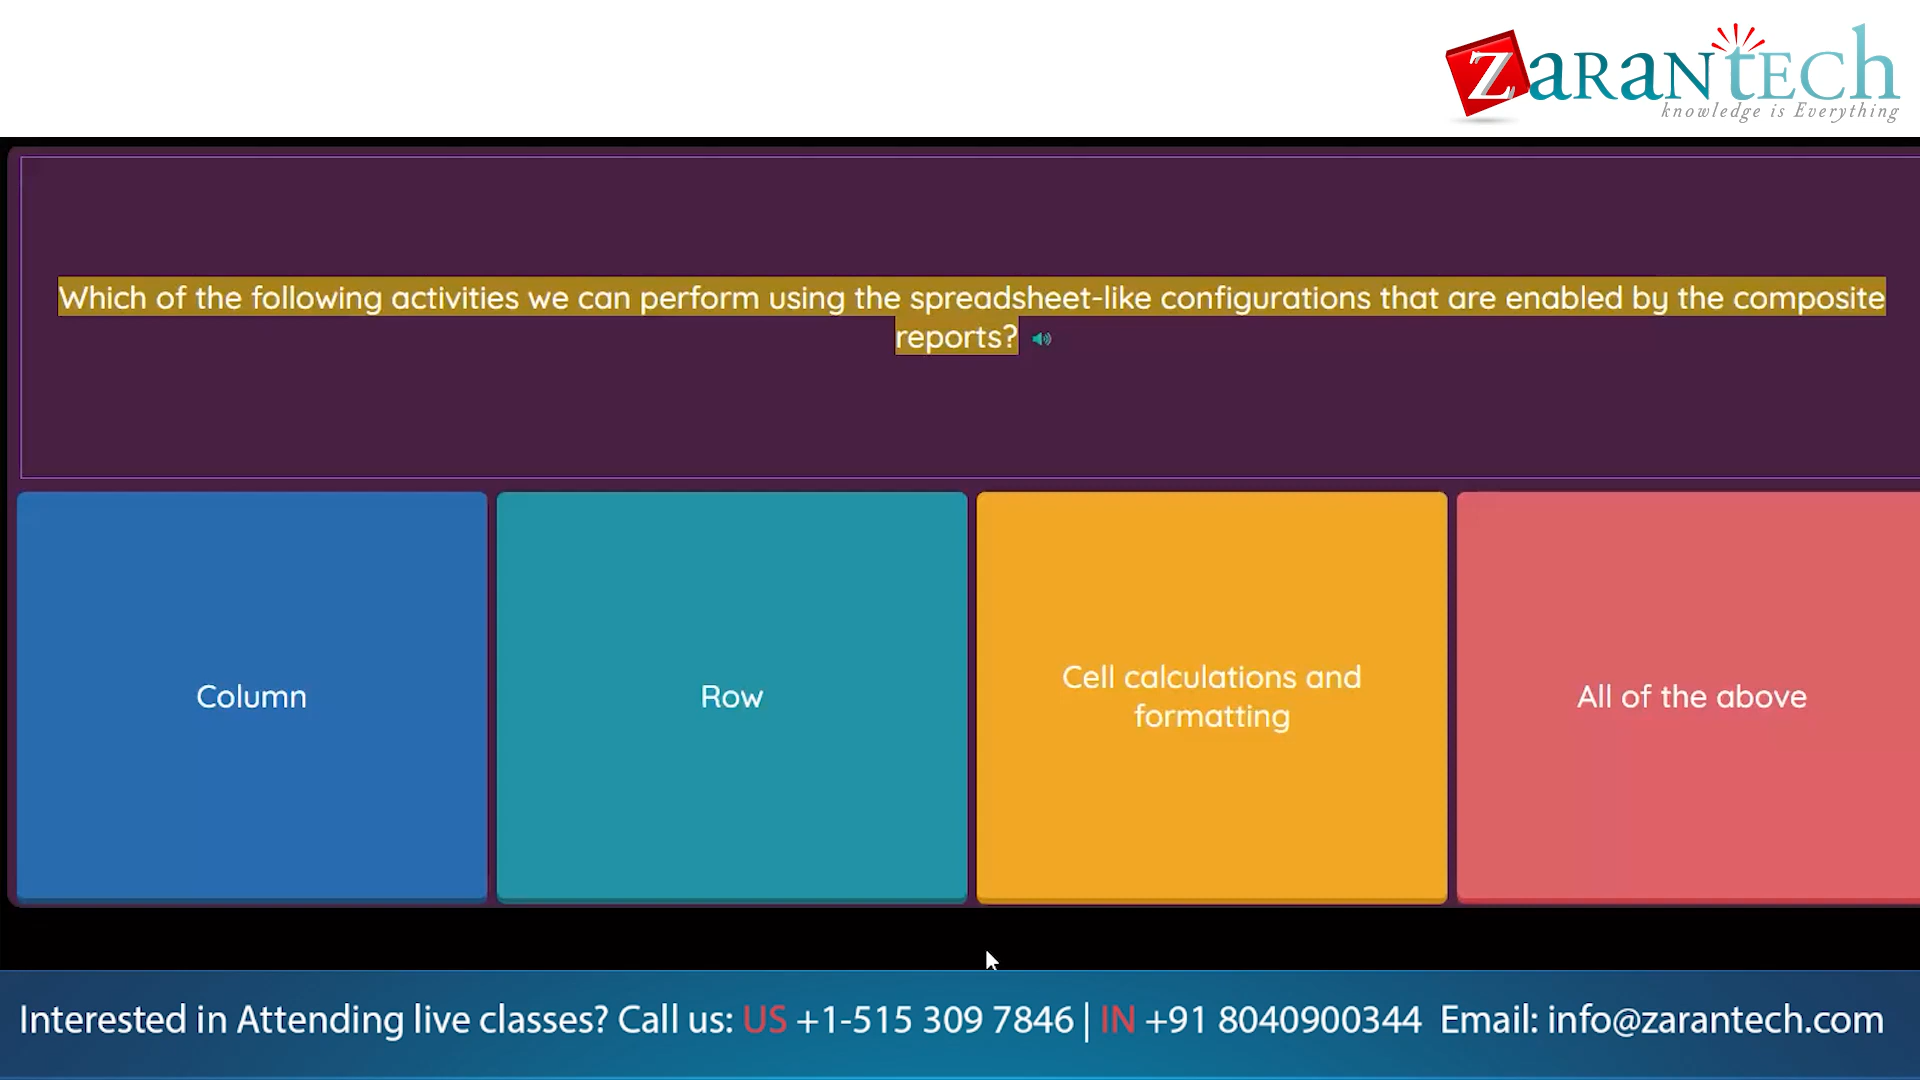 ZaranTech
knowledge is Everything
Which of the following activities we can perform using the spreadsheet-like configurations that are enabled by the composite
reports?
Column
Row
Cell calculations and
formatting
All of the above
Interested in Attending live classes? Call us: US +1-515 309 7846 | IN +91 8040900344 Email: info@zarantech.com